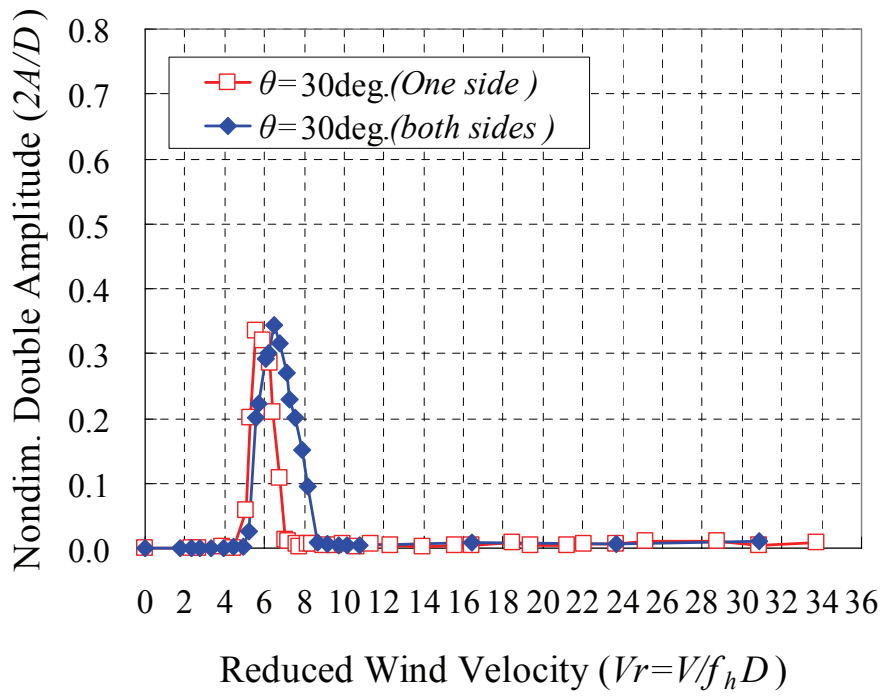 0.8
0.7
0.6
0.5
0.4
0.3
0.2
0.1
0.0
Nondim. Double Amplitude (2A/D)
θ=30deg.(One side )
θ=30deg.(both sides )
0 2 4 6 8 10 12 14 16 18 20 22 24 26 28 30 32 34 36
Reduced Wind Velocity (Vr=V/fhD)